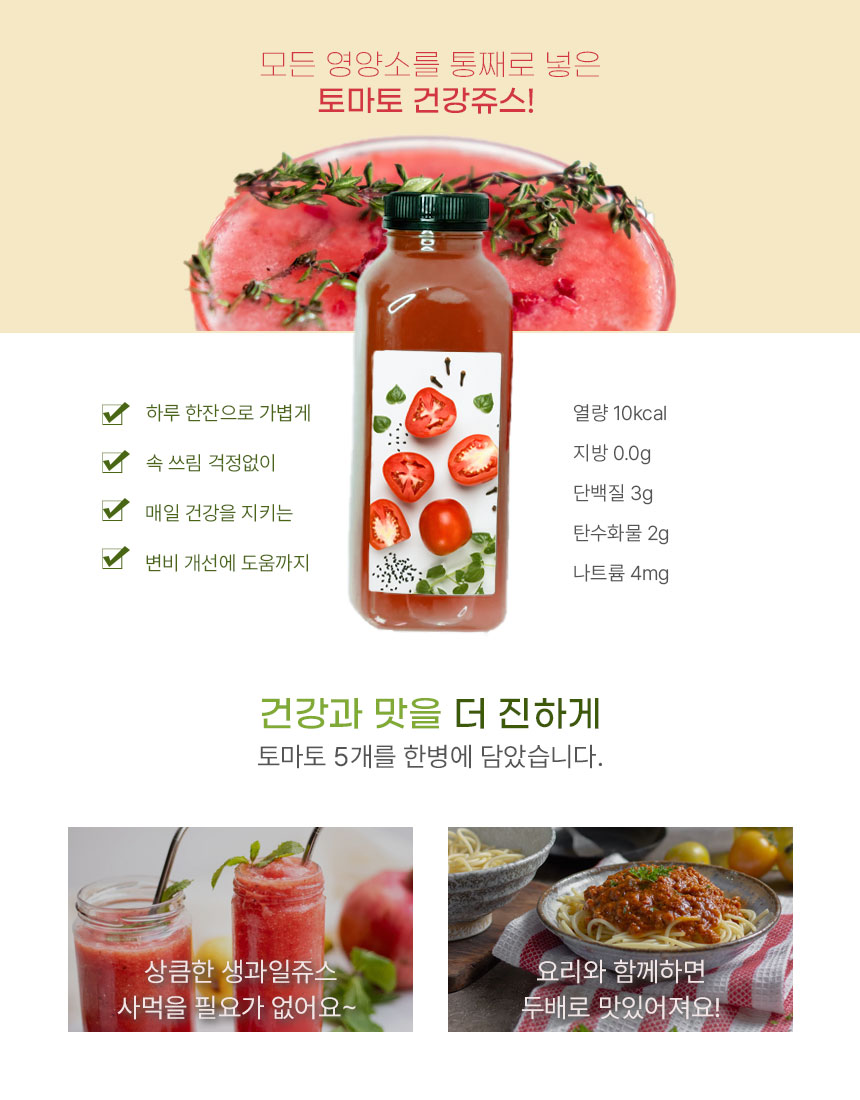 모든 영양소를 통째로 넣은
토마토 건강쥬스!
하루 한잔으로 가볍게
속 쓰림 걱정없이
매일 건강을 지키는
변비 개선에 도움까지
열량 10kcal
지방 0.0g
단백질 3g
탄수화물 2g
나트륨 4mg
건강과 맛을 더 진하게
토마토 5개를 한병에 담았습니다.
상큼한 생과일쥬스
사먹을 필요가 없어요~
요리와 함께하면
두배로 맛있어져요!